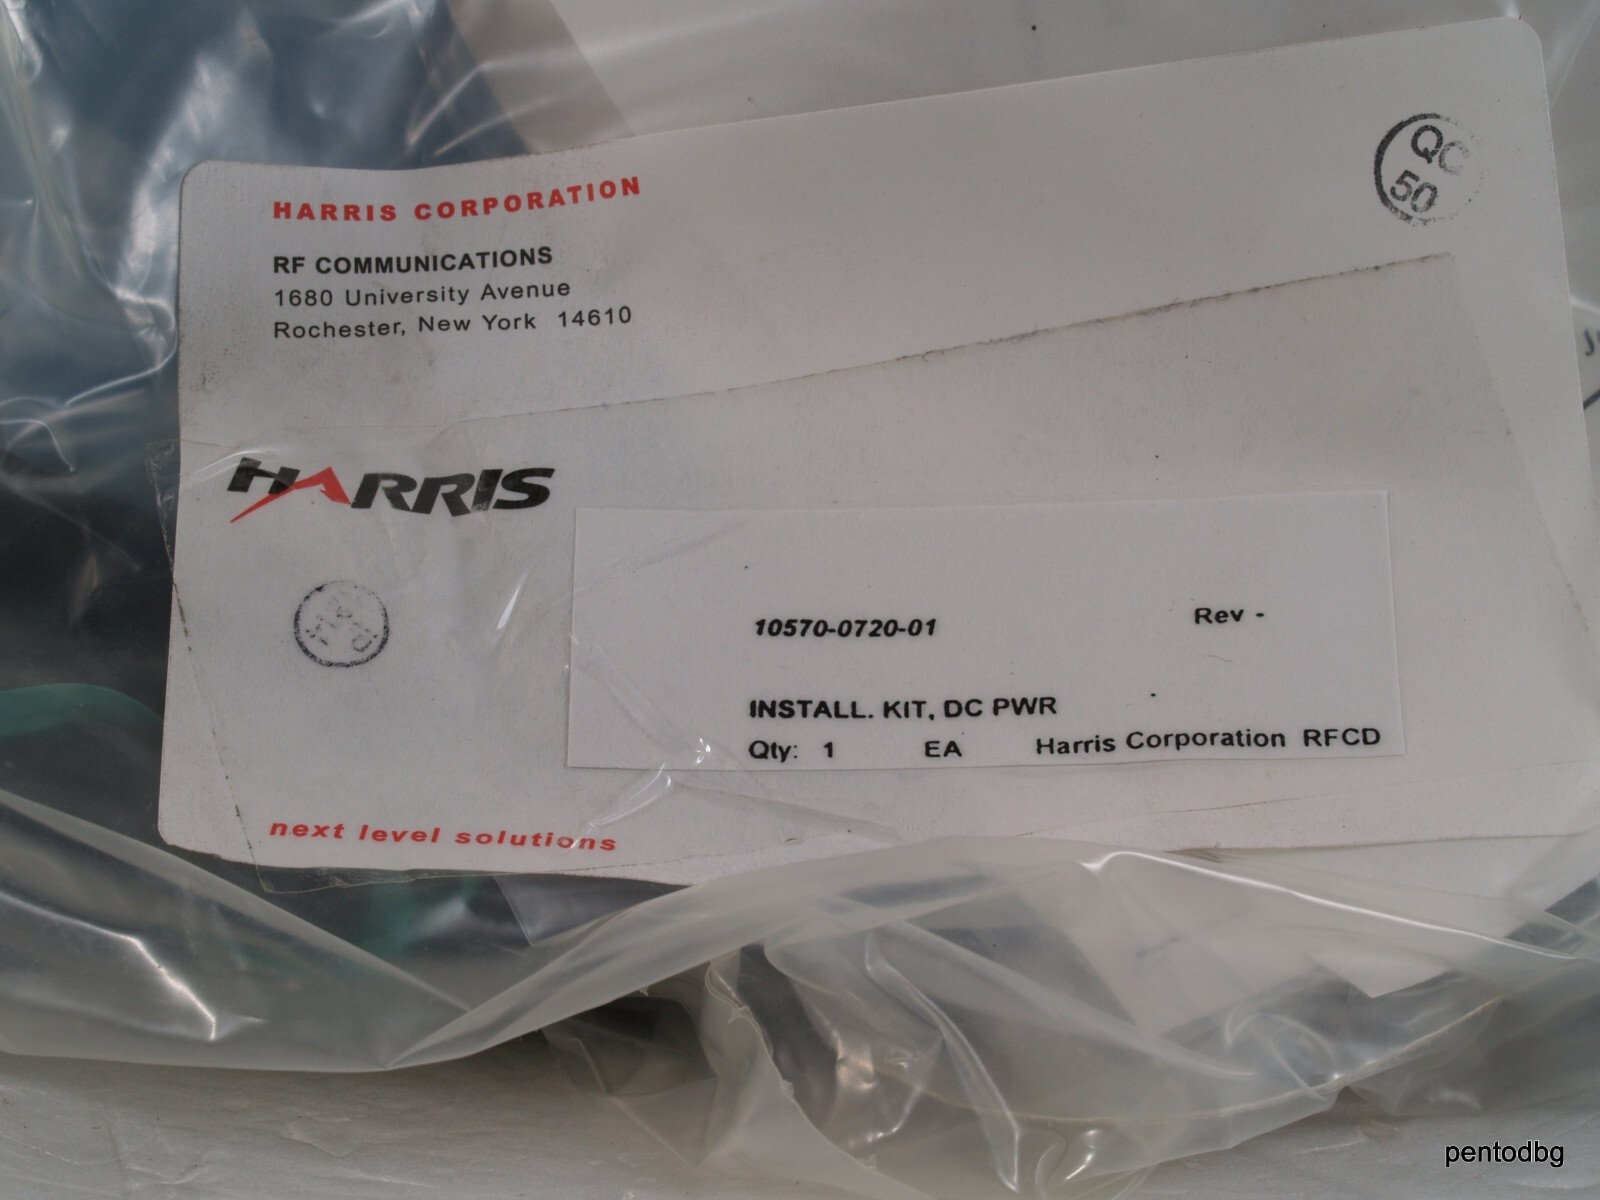 HARRIS CORPORATION
RF COMMUNICATIONS
1680 University Avenue
Rochester, New York 14610
QC
50
HARRIS
10570-0720-01 Rev -
INSTALL. KIT, DC PWR
Qty: 1 EA Harris Corporation RFCD
next level solutions
pentodbg